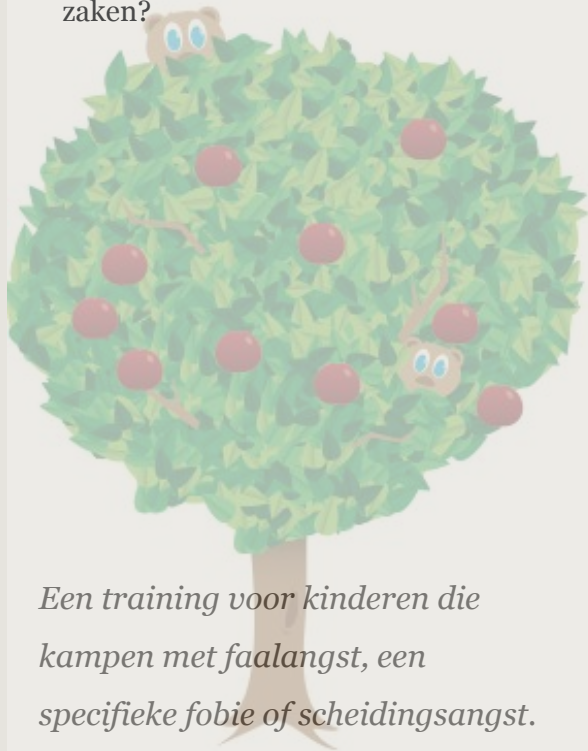 zaken?
Een training voor kinderen die
kampen met faalangst, een
specifieke fobie of scheidingsangst.